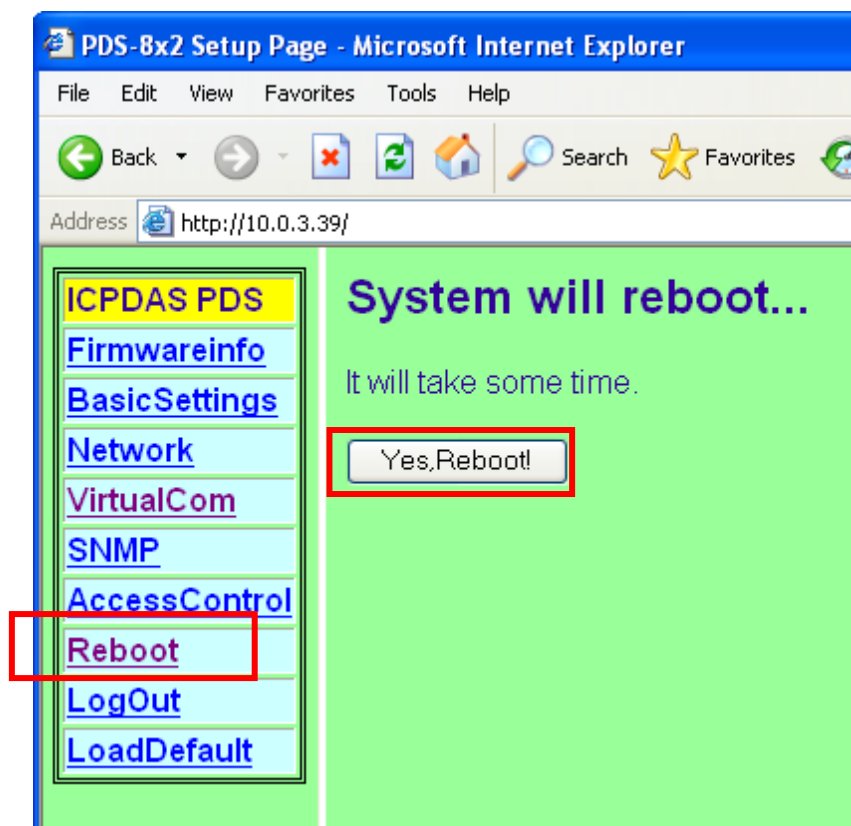 PDS-8x2 Setup Page - Microsoft Internet Explorer
File Edit View Favorites Tools Help
Back Search Favorites
Address http://10.0.3.39/
ICPDAS PDS
Firmwareinfo
BasicSettings
Network
VirtualCom
SNMP
AccessControl
Reboot
LogOut
LoadDefault
System will reboot...
It will take some time.
Yes,Reboot!